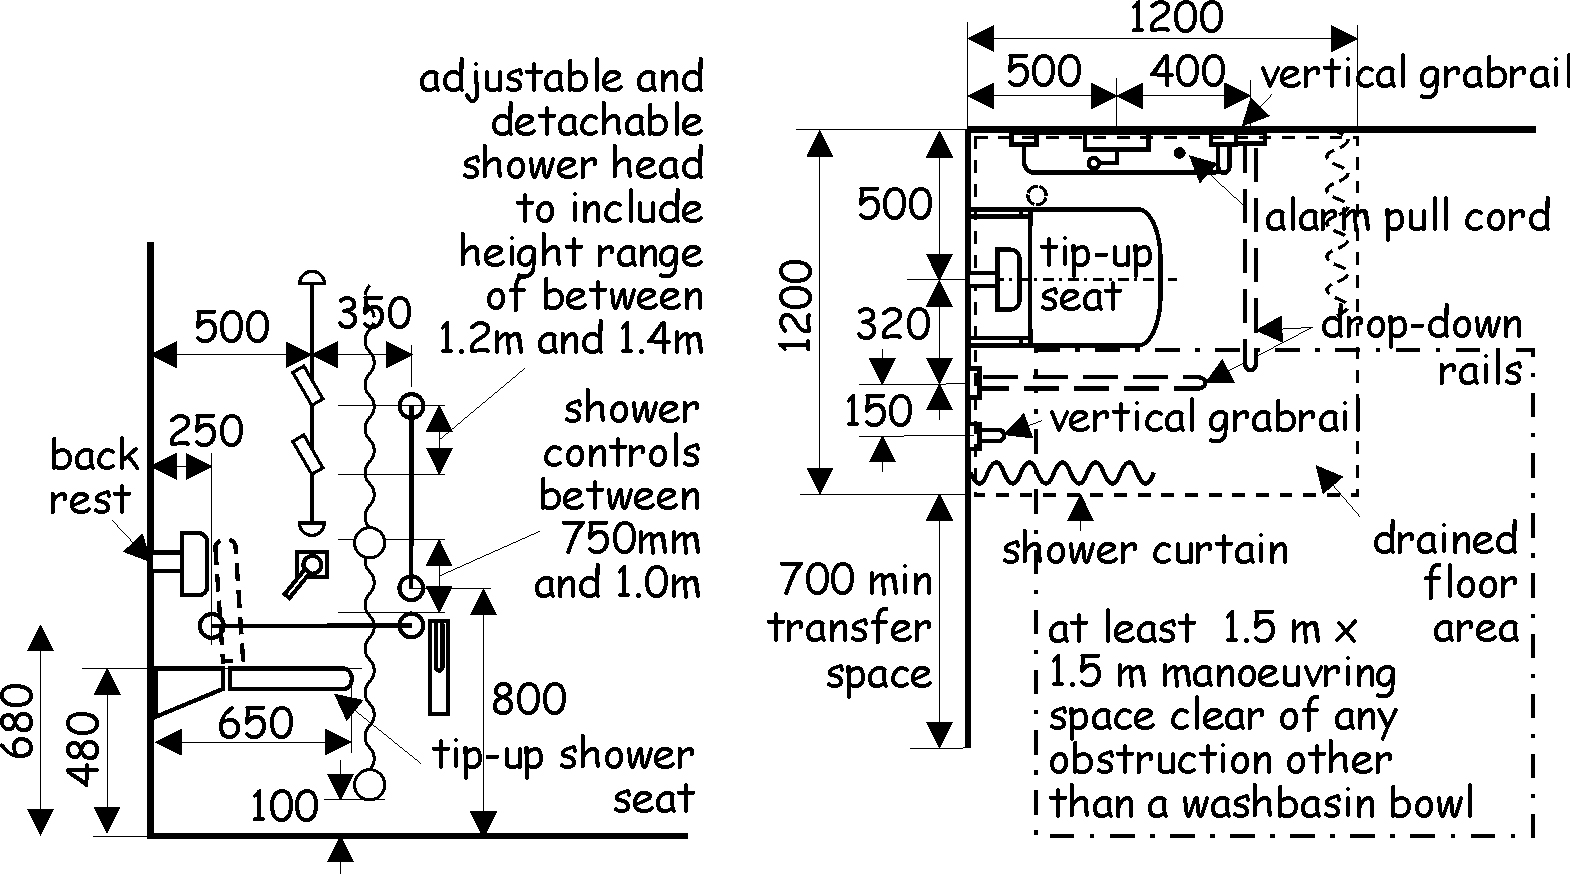 adjustable and
detachable
shower head
to include
height range
of between
1.2m and 1.4m
500
350
shower
controls
between
750mm
and 1.0m
250
back
rest
680
480
650
800
100
tip-up shower
seat
1200
500
400
vertical grabrail
500
alarm pull cord
tip-up
seat
1200
320
drop-down
rails
150
vertical grabrail
shower curtain
drained
floor
area
700 min
transfer
space
at least 1.5 m x
1.5 m manoeuvring
space clear of any
obstruction other
than a washbasin bowl